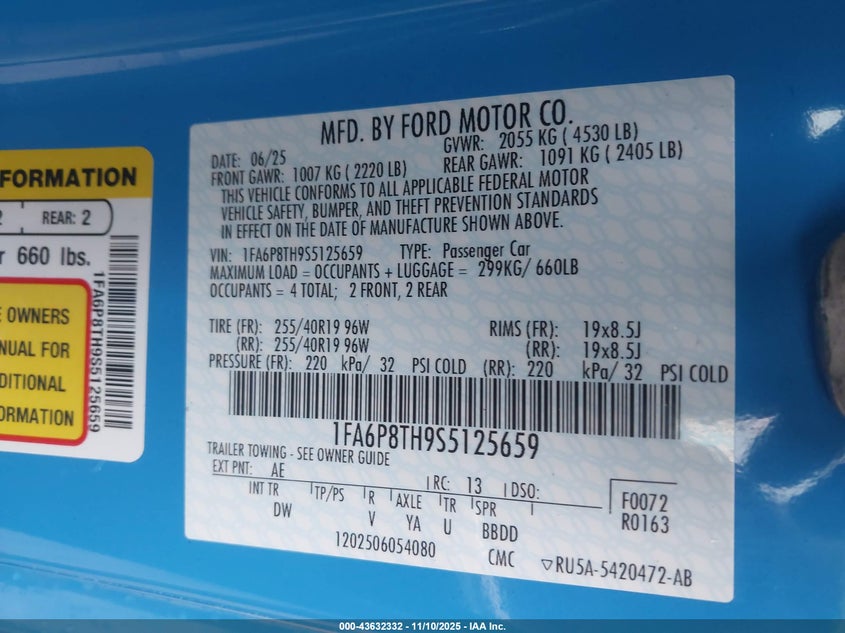 MFD. BY FORD MOTOR CO.
DATE: 06/25
GVWR: 2055 KG ( 4530 LB)
FRONT GAWR: 1007 KG ( 2220 LB)
REAR GAWR: 1091 KG ( 2405 LB)
THIS VEHICLE CONFORMS TO ALL APPLICABLE FEDERAL MOTOR
VEHICLE SAFETY, BUMPER, AND THEFT PREVENTION STANDARDS
IN EFFECT ON THE DATE OF MANUFACTURE SHOWN ABOVE.
VIN: 1FA6P8TH9S5125659 TYPE: Passenger Car
MAXIMUM LOAD = OCCUPANTS + LUGGAGE = 299KG/ 660LB
OCCUPANTS = 4 TOTAL; 2 FRONT, 2 REAR
TIRE (FR): 255/40R19 96W RIMS (FR): 19x8.5J
(RR): 255/40R19 96W (RR): 19x8.5J
PRESSURE (FR): 220 kPa/ 32 PSI COLD (RR): 220 kPa/ 32 PSI COLD
1FA6P8TH9S5125659
TRAILER TOWING - SEE OWNER GUIDE
EXT PNT: AE RC: 13 DSO:
INT TR TP/PS R AXLE TR SPR
DW V YA U BBDD
F0072
R0163
1202506054080 CMC ▽RU5A-5420472-AB
FORMATION
2 REAR: 2
r 660 lbs.
E OWNERS
NUAL FOR
DITIONAL
ORMATION
1FA6P8TH9S5125659
000-43632332 - 11/10/2025 - IAA Inc.